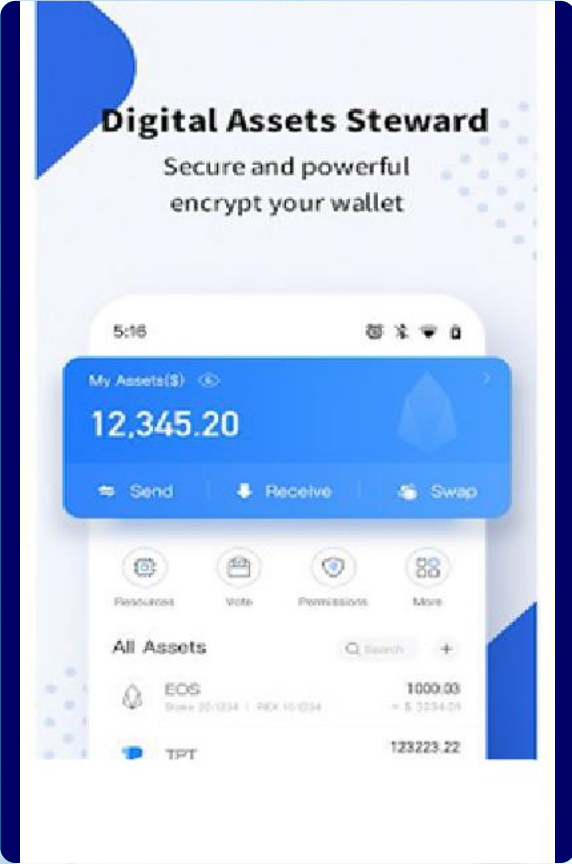 Digital Assets Steward
Secure and powerful
encrypt your wallet
5:16
My Assets($)
12,345.20
Send Receive Swap
Resources Vote Permissions More
All Assets Search +
EOS 1000.03
TPT 123223.22